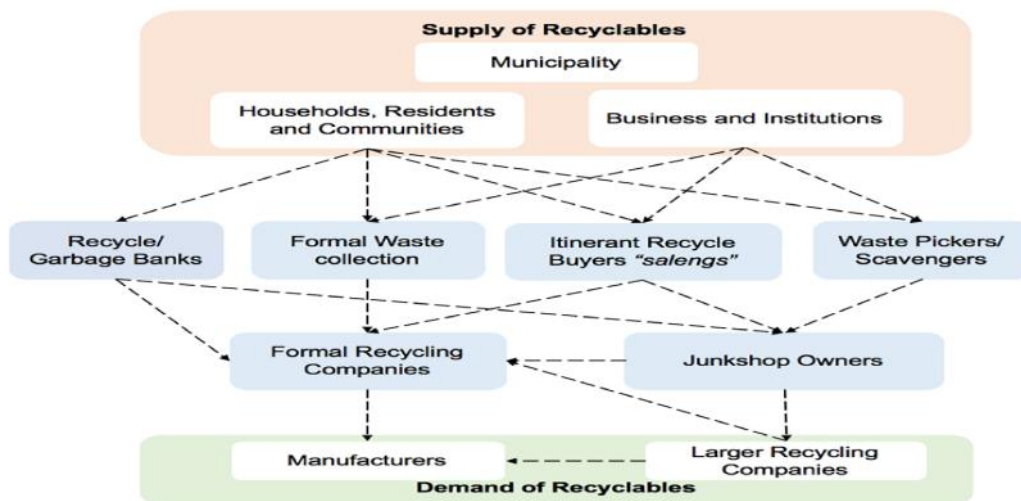 Supply of Recyclables
Municipality
Households, Residents
and Communities
Business and Institutions
Recycle/
Garbage Banks
Formal Waste
collection
Itinerant Recycle
Buyers “salengs”
Waste Pickers/
Scavengers
Formal Recycling
Companies
Junkshop Owners
Manufacturers
Larger Recycling
Companies
Demand of Recyclables